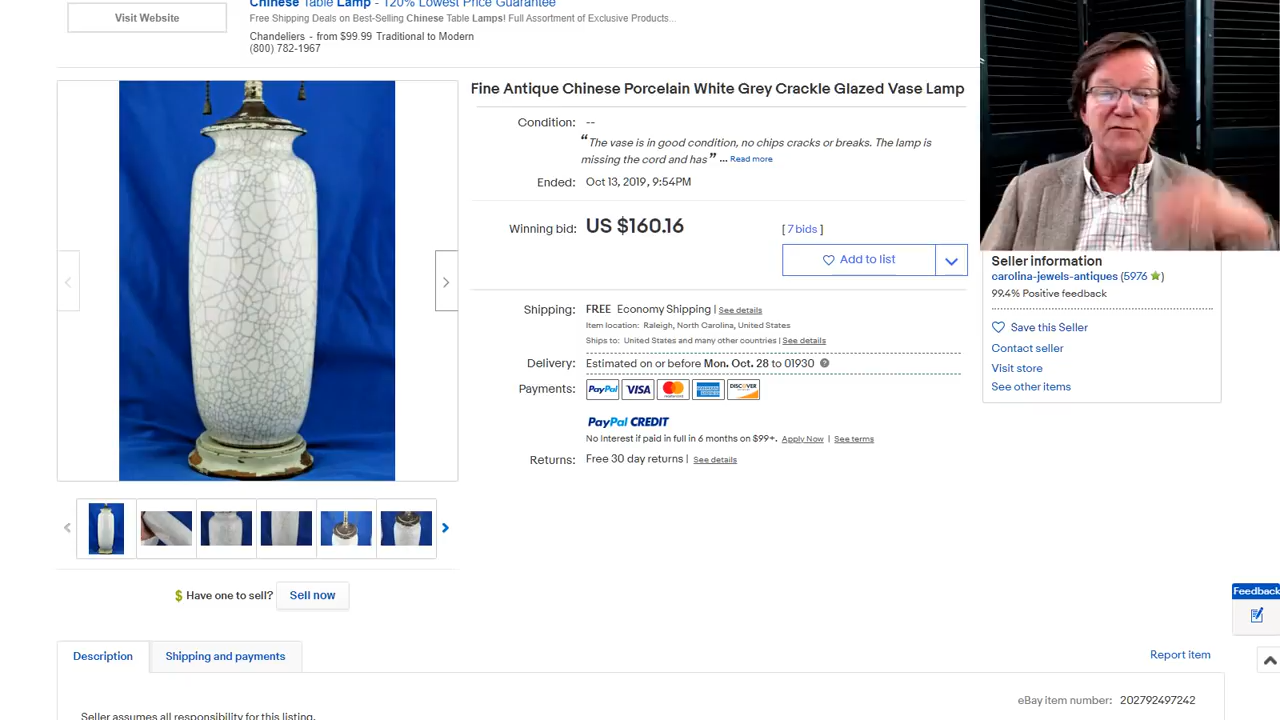 Chinese Table Lamp - 120% Lowest Price Guarantee
Visit Website
Free Shipping Deals on Best-Selling Chinese Table Lamps! Full Assortment of Exclusive Products...
Chandeliers - from $99.99 Traditional to Modern
(800) 782-1967
Fine Antique Chinese Porcelain White Grey Crackle Glazed Vase Lamp
Condition: --
“The vase is in good condition, no chips cracks or breaks. The lamp is
missing the cord and has” ... Read more
Ended: Oct 13, 2019, 9:54PM
Winning bid: US $160.16 [ 7 bids ]
Add to list
Shipping: FREE Economy Shipping | See details
Item location: Raleigh, North Carolina, United States
Ships to: United States and many other countries | See details
Delivery: Estimated on or before Mon. Oct. 28 to 01930 ?
Payments: PayPal VISA MasterCard AMERICAN EXPRESS DISCOVER
PayPal CREDIT
No Interest if paid in full in 6 months on $99+. Apply Now | See terms
Returns: Free 30 day returns | See details
Seller information
carolina-jewels-antiques (5976)
99.4% Positive feedback
Save this Seller
Contact seller
Visit store
See other items
$ Have one to sell? Sell now
Feedback
Description Shipping and payments
Report item
eBay item number: 202792497242
Seller assumes all responsibility for this listing.